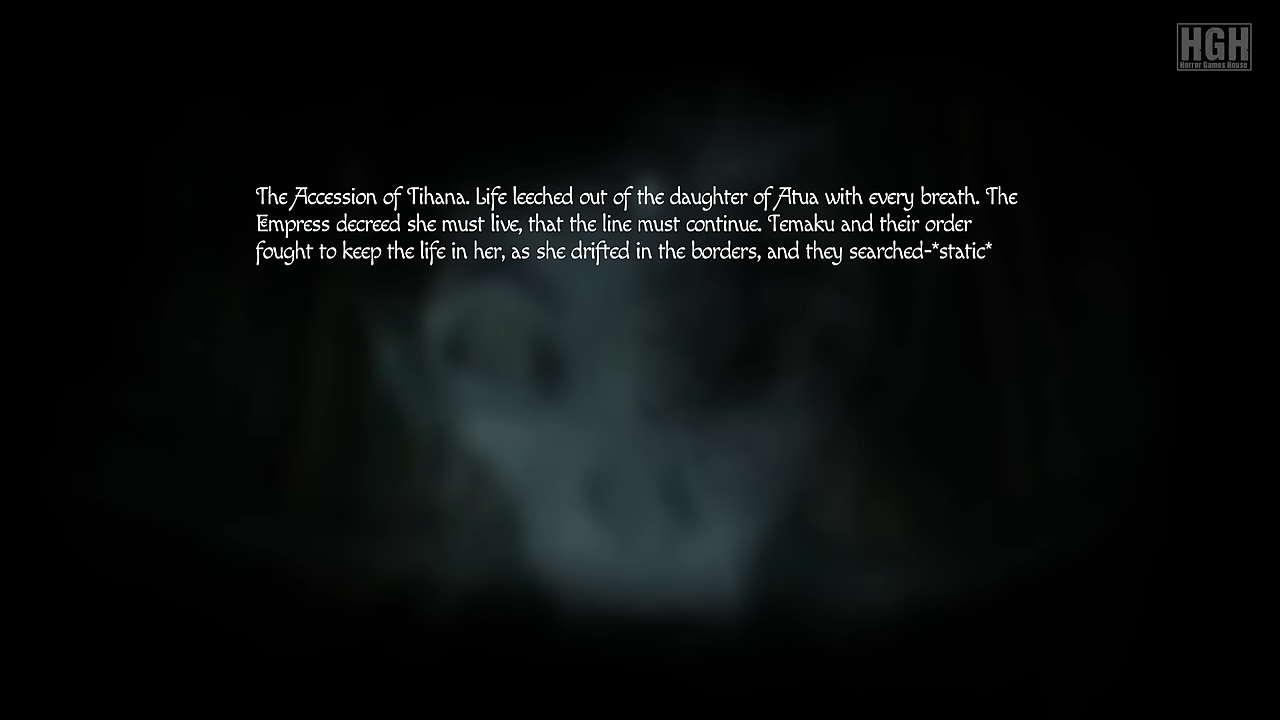 HGH
Horror Games House
The Accession of Tihana. Life leeched out of the daughter of Atua with every breath. The
Empress decreed she must live, that the line must continue. Temaku and their order
fought to keep the life in her, as she drifted in the borders, and they searched-*static*